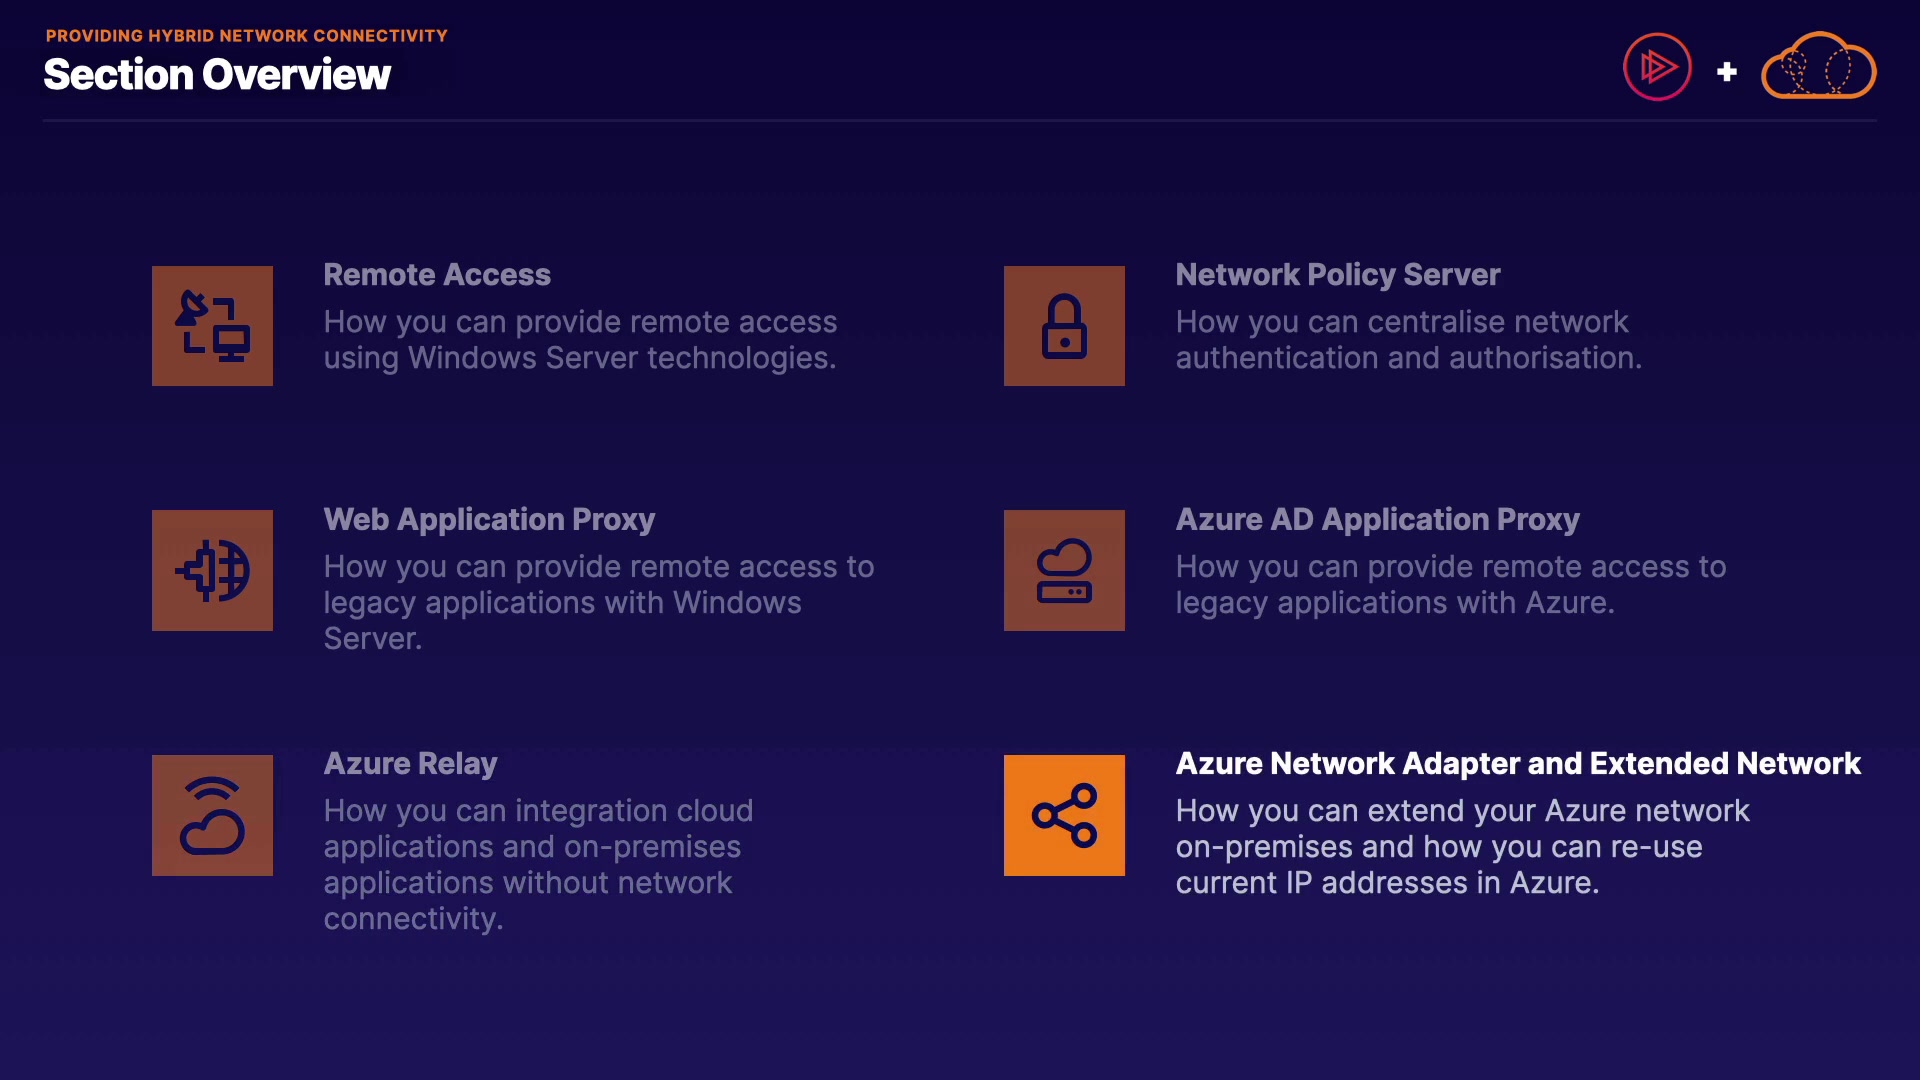 PROVIDING HYBRID NETWORK CONNECTIVITY
Section Overview
Remote Access
How you can provide remote access
using Windows Server technologies.
Network Policy Server
How you can centralise network
authentication and authorisation.
Web Application Proxy
How you can provide remote access to
legacy applications with Windows
Server.
Azure AD Application Proxy
How you can provide remote access to
legacy applications with Azure.
Azure Relay
How you can integration cloud
applications and on-premises
applications without network
connectivity.
Azure Network Adapter and Extended Network
How you can extend your Azure network
on-premises and how you can re-use
current IP addresses in Azure.